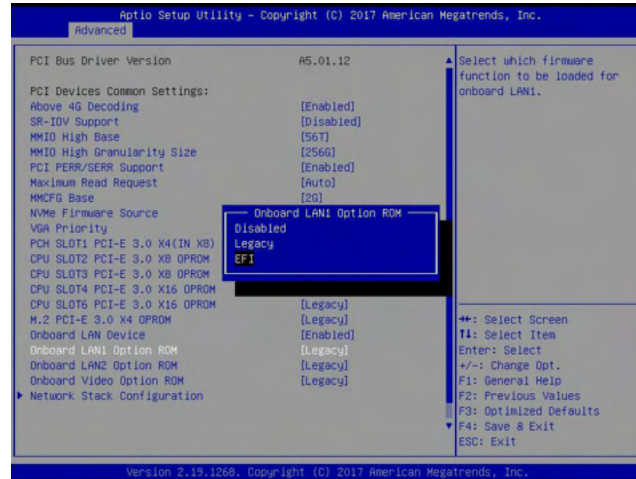 Aptio Setup Utility – Copyright (C) 2017 American Megatrends, Inc.
Advanced
PCI Bus Driver Version A5.01.12
PCI Devices Common Settings:
Above 4G Decoding [Enabled]
SR-IOV Support [Disabled]
MMIO High Base [56T]
MMIO High Granularity Size [256G]
PCI PERR/SERR Support [Enabled]
Maximum Read Request [Auto]
MMCFG Base [2G]
NVMe Firmware Source
VGA Priority
PCH SLOT1 PCI-E 3.0 X4(IN X8)
CPU SLOT2 PCI-E 3.0 X8 OPROM
CPU SLOT3 PCI-E 3.0 X8 OPROM
CPU SLOT4 PCI-E 3.0 X16 OPROM
CPU SLOT6 PCI-E 3.0 X16 OPROM [Legacy]
M.2 PCI-E 3.0 X4 OPROM [Legacy]
Onboard LAN Device [Enabled]
Onboard LAN1 Option ROM [Legacy]
Onboard LAN2 Option ROM [Legacy]
Onboard Video Option ROM [Legacy]
Network Stack Configuration
Onboard LAN1 Option ROM
Disabled
Legacy
EFI
Select which firmware
function to be loaded for
onboard LAN1.
→←: Select Screen
↑↓: Select Item
Enter: Select
+/-: Change Opt.
F1: General Help
F2: Previous Values
F3: Optimized Defaults
F4: Save & Exit
ESC: Exit
Version 2.19.1268. Copyright (C) 2017 American Megatrends, Inc.